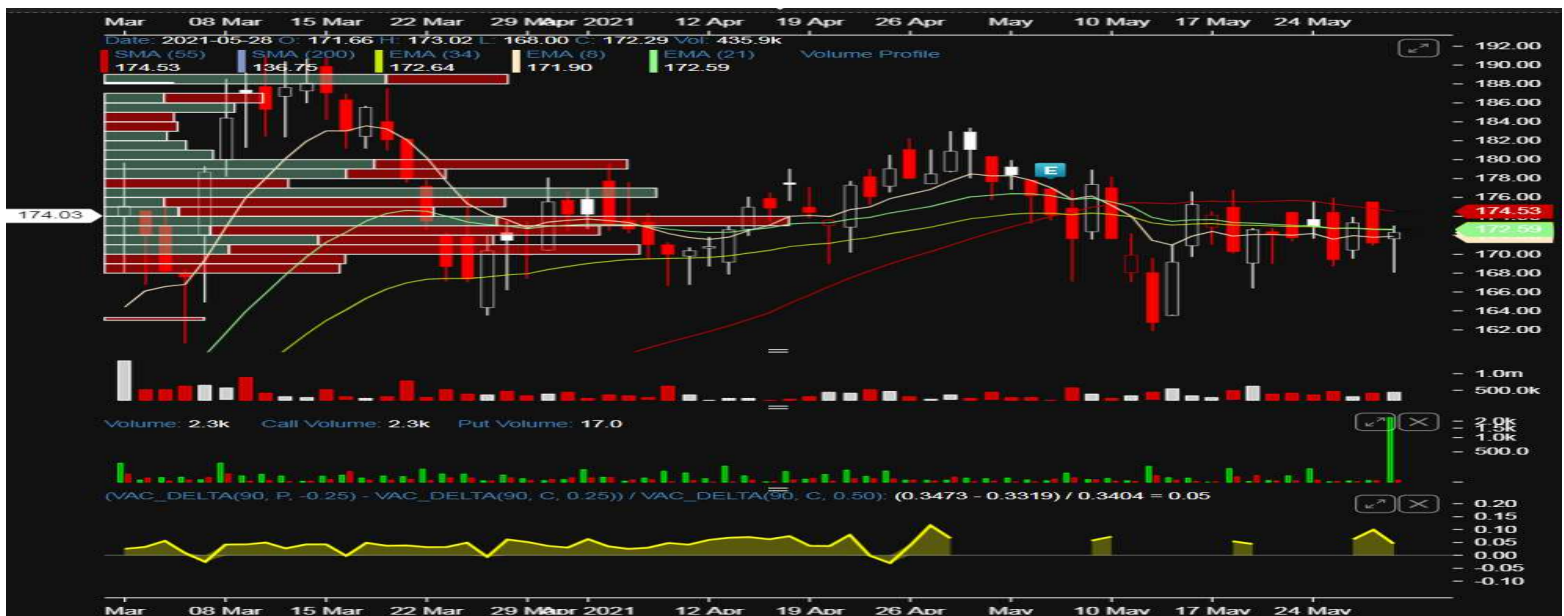 Mar 08 Mar 15 Mar 22 Mar 29 Mar Apr 2021 12 Apr 19 Apr 26 Apr May 10 May 17 May 24 May
Date: 2021-05-28 O: 171.66 H: 173.02 L: 168.00 C: 172.29 Vol: 435.9k
SMA (55) SMA (200) EMA (34) EMA (8) EMA (21) Volume Profile
174.53 136.75 172.64 171.90 172.59
192.00
190.00
188.00
186.00
184.00
182.00
180.00
E
178.00
176.00
174.03
174.53
172.59
170.00
168.00
166.00
164.00
162.00
1.0m
500.0k
Volume: 2.3k Call Volume: 2.3k Put Volume: 17.0
2.0k
1.5k
1.0k
500.0
(VAC_DELTA(90, P, -0.25) - VAC_DELTA(90, C, 0.25)) / VAC_DELTA(90, C, 0.50): (0.3473 - 0.3319) / 0.3404 = 0.05
0.20
0.15
0.10
0.05
0.00
-0.05
-0.10
Mar 08 Mar 15 Mar 22 Mar 29 Mar Apr 2021 12 Apr 19 Apr 26 Apr May 10 May 17 May 24 May